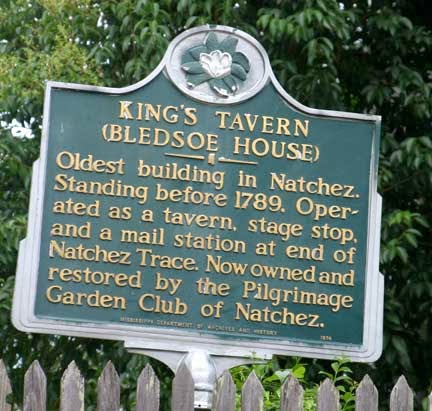 KING'S TAVERN
(BLEDSOE HOUSE)
Oldest building in Natchez.
Standing before 1789. Oper-
ated as a tavern, stage stop,
and a mail station at end of
Natchez Trace. Now owned and
restored by the Pilgrimage
Garden Club of Natchez.
MISSISSIPPI DEPARTMENT OF ARCHIVES AND HISTORY